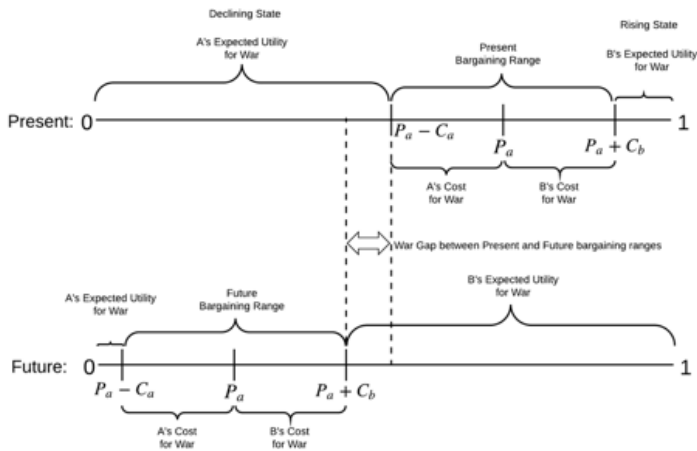 Declining State
A's Expected Utility
for War
Present
Bargaining Range
Rising State
B's Expected Utility
for War
Present: 0
1
P_a − C_a
P_a
P_a + C_b
A's Cost
for War
B's Cost
for War
War Gap between Present and Future bargaining ranges
A's Expected Utility
for War
Future
Bargaining Range
B's Expected Utility
for War
Future: 0
1
P_a − C_a
P_a
P_a + C_b
A's Cost
for War
B's Cost
for War